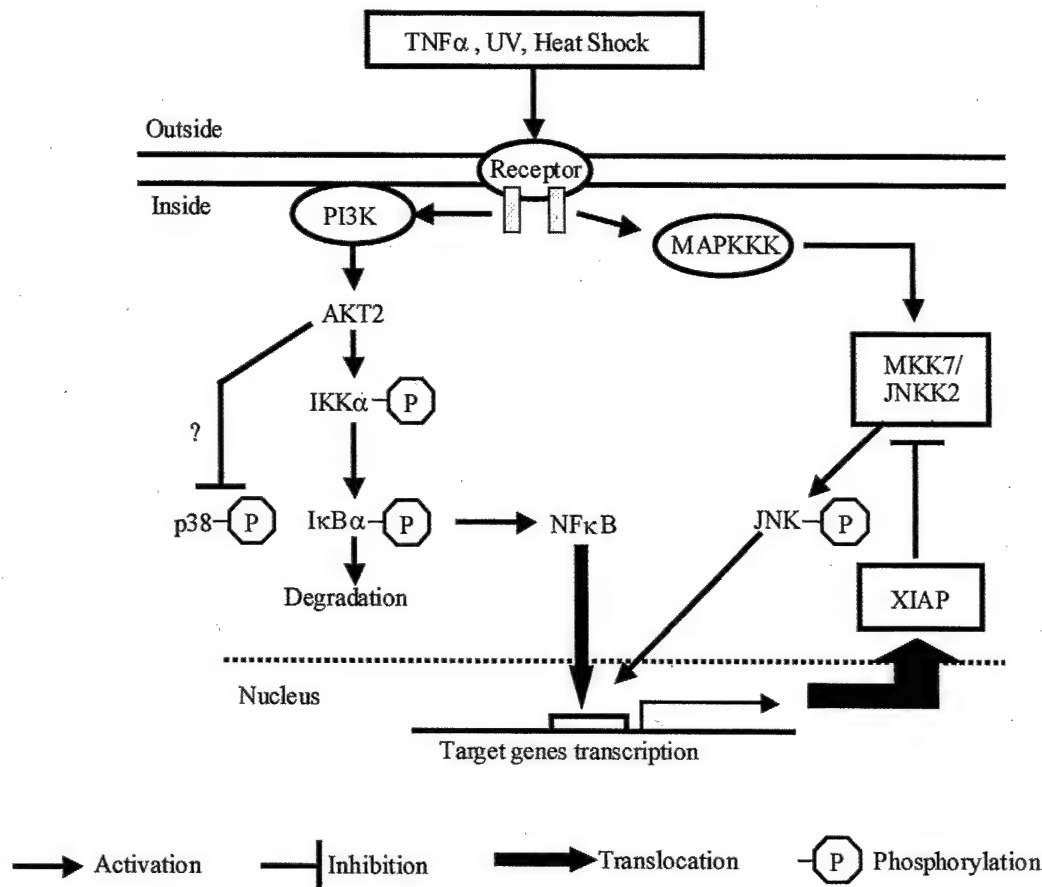 TNFα , UV, Heat Shock
Outside
Receptor
Inside
PI3K
MAPKKK
AKT2
MKK7/
JNKK2
IKKα P
?
p38 P
IκBα P
NFκB
JNK P
Degradation
XIAP
Nucleus
Target genes transcription
Activation
Inhibition
Translocation
P Phosphorylation